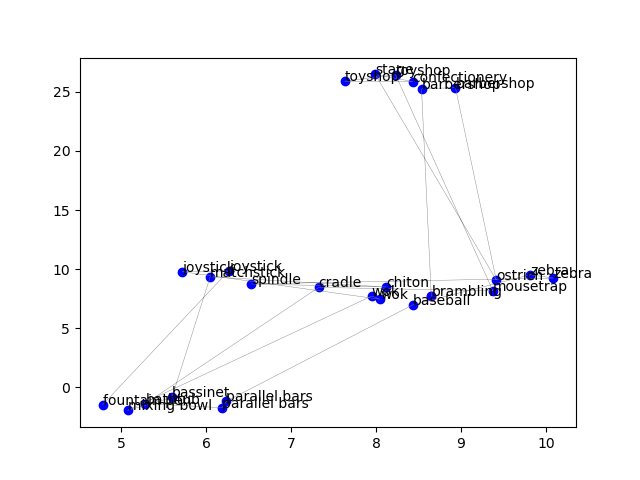 stage
toyshop
toyshop
confectionery
barbershop
barbershop
25
20
15
10
5
0
joystick
joystick
matchstick
spindle
cradle
chiton
wok
wok
brambling
baseball
ostrich
mousetrap
zebra
zebra
bassinet
fountain pen
mixing bowl
parallel bars
parallel bars
5 6 7 8 9 10